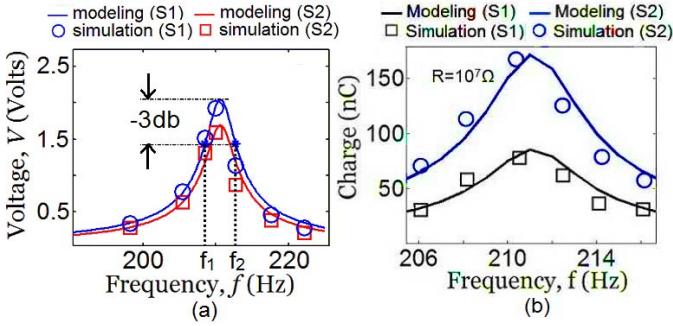 modeling (S1) modeling (S2)
simulation (S1) simulation (S2)
Voltage, V (Volts)
2.5
1.5
0.5
-3db
200
f1 f2
220
Frequency, f (Hz)
(a)
Modeling (S1) Modeling (S2)
Simulation (S1) Simulation (S2)
Charge (nC)
150
100
50
R=10⁷Ω
206 210 214
Frequency, f (Hz)
(b)